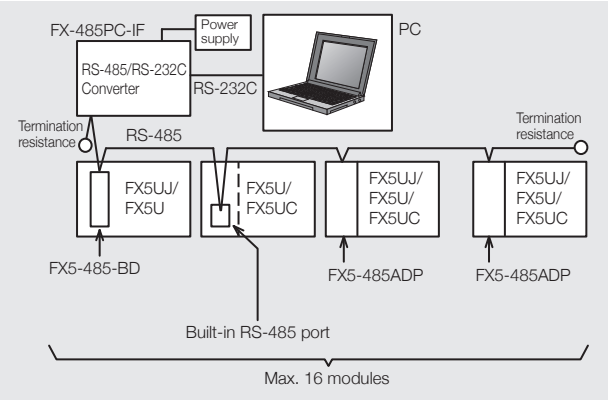 FX-485PC-IF
Power
supply
PC
RS-485/RS-232C
Converter
RS-232C
Termination
resistance
RS-485
Termination
resistance
FX5UJ/
FX5U
FX5U/
FX5UC
FX5UJ/
FX5U/
FX5UC
FX5UJ/
FX5U/
FX5UC
FX5-485-BD
FX5-485ADP
FX5-485ADP
Built-in RS-485 port
Max. 16 modules